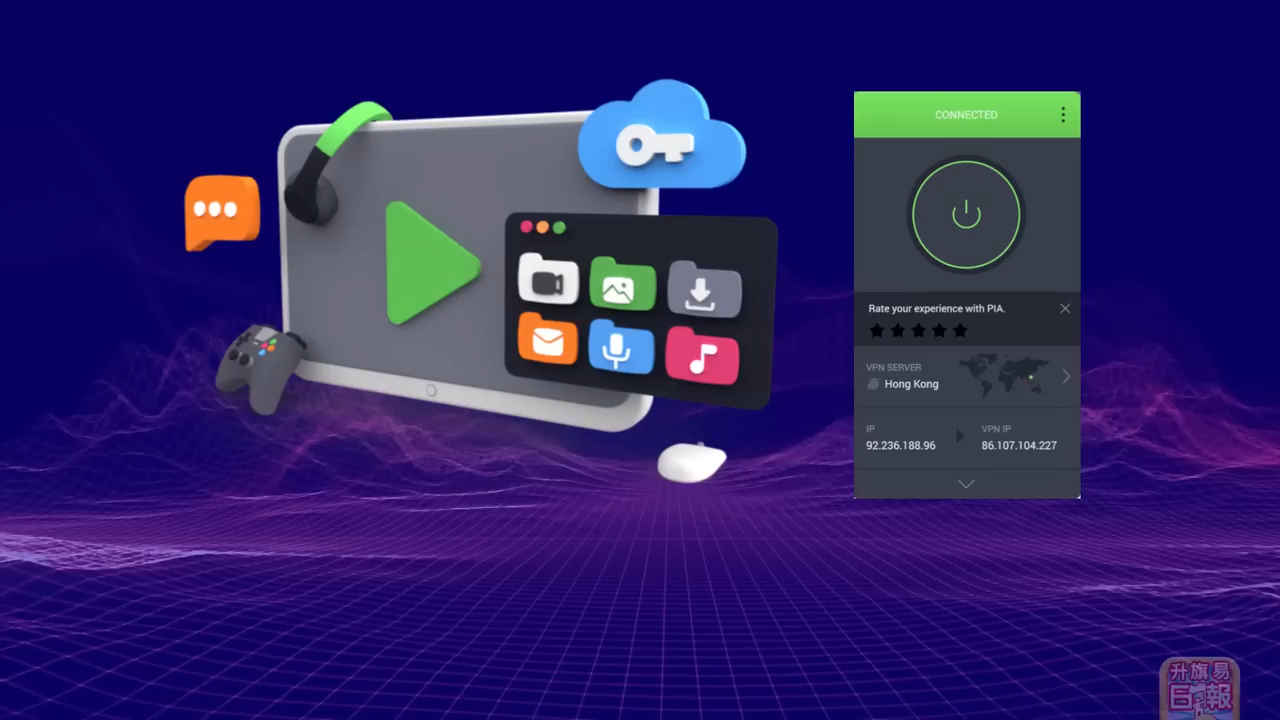 CONNECTED
Rate your experience with PIA.
VPN SERVER
Hong Kong
IP
92.236.188.96
VPN IP
86.107.104.227
升旗易
日報